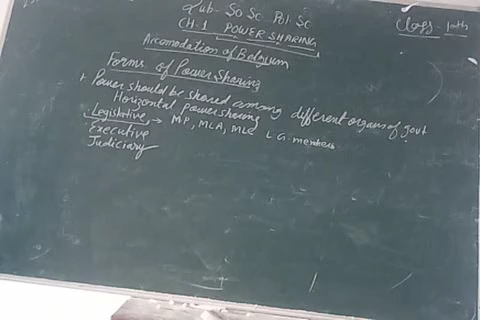 Sub- So Sc. Pol. Sc
Class- 10th
CH-1 POWER SHARING
Accomodation of Belgium
Forms of Power Sharing
Power should be shared among different organs of govt.
Horizontal power sharing
Legislative → MP, MLA, MLC L.G. members
Executive
Judiciary